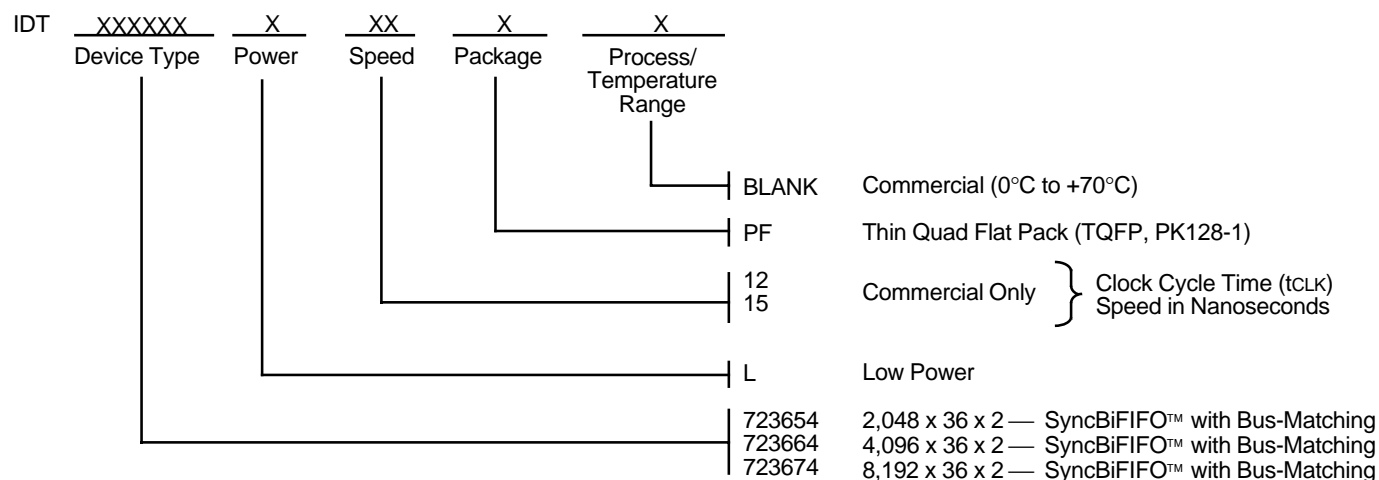 IDT XXXXXX X XX X X
Device Type Power Speed Package Process/
Temperature
Range
BLANK Commercial (0°C to +70°C)
PF Thin Quad Flat Pack (TQFP, PK128-1)
12
15
Commercial Only } Clock Cycle Time (tCLK)
Speed in Nanoseconds
L Low Power
723654 2,048 x 36 x 2 — SyncBiFIFO™ with Bus-Matching
723664 4,096 x 36 x 2 — SyncBiFIFO™ with Bus-Matching
723674 8,192 x 36 x 2 — SyncBiFIFO™ with Bus-Matching